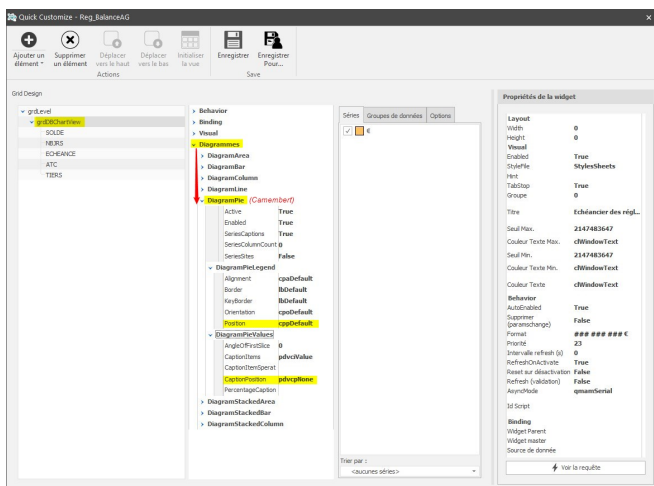 Quick Customize - Reg_BalanceAG
Ajouter un élément
Supprimer un élément
Déplacer vers le haut
Déplacer vers le bas
Initialiser la vue
Enregistrer
Enregistrer Pour...
Actions
Save
Grid Design
grdLevel
grdDBChartView
SOLDE
NBJRS
ECHEANCE
ATC
TIERS
Behavior
Binding
Visual
Diagrammes
DiagramArea
DiagramBar
DiagramColumn
DiagramLine
DiagramPie (Camembert)
Active True
Enabled True
SeriesCaptions True
SeriesColumnCount 0
SeriesSites False
DiagramPieLegend
Alignment cpaDefault
Border lbDefault
KeyBorder lbDefault
Orientation cpoDefault
Position cppDefault
DiagramPieValues
AngleOfFirstSlice 0
CaptionItems pdvciValue
CaptionItemSperat
CaptionPosition pdvcpNone
PercentageCaption
DiagramStackedArea
DiagramStackedBar
DiagramStackedColumn
Séries Groupes de données Options
€
Trier par :
<aucunes séries>
Propriétés de la widget
Layout
Width 0
Height 0
Visual
Enabled True
StyleFile StylesSheets
Hint
TabStop True
Groupe 0
Titre Echéancier des régl...
Seuil Max. 2147483647
Couleur Texte Max. clWindowText
Seuil Min. 2147483647
Couleur Texte Min. clWindowText
Couleur Texte clWindowText
Behavior
AutoEnabled True
Supprimer (paramschange) False
Format ### ### ### €
Priorité 23
Intervalle refresh (s) 0
RefreshOnActivate True
Reset sur désactivation False
Refresh (validation) False
AsyncMode qmamSerial
Id Script
Binding
Widget Parent
Widget master
Source de donnée
Voir la requête